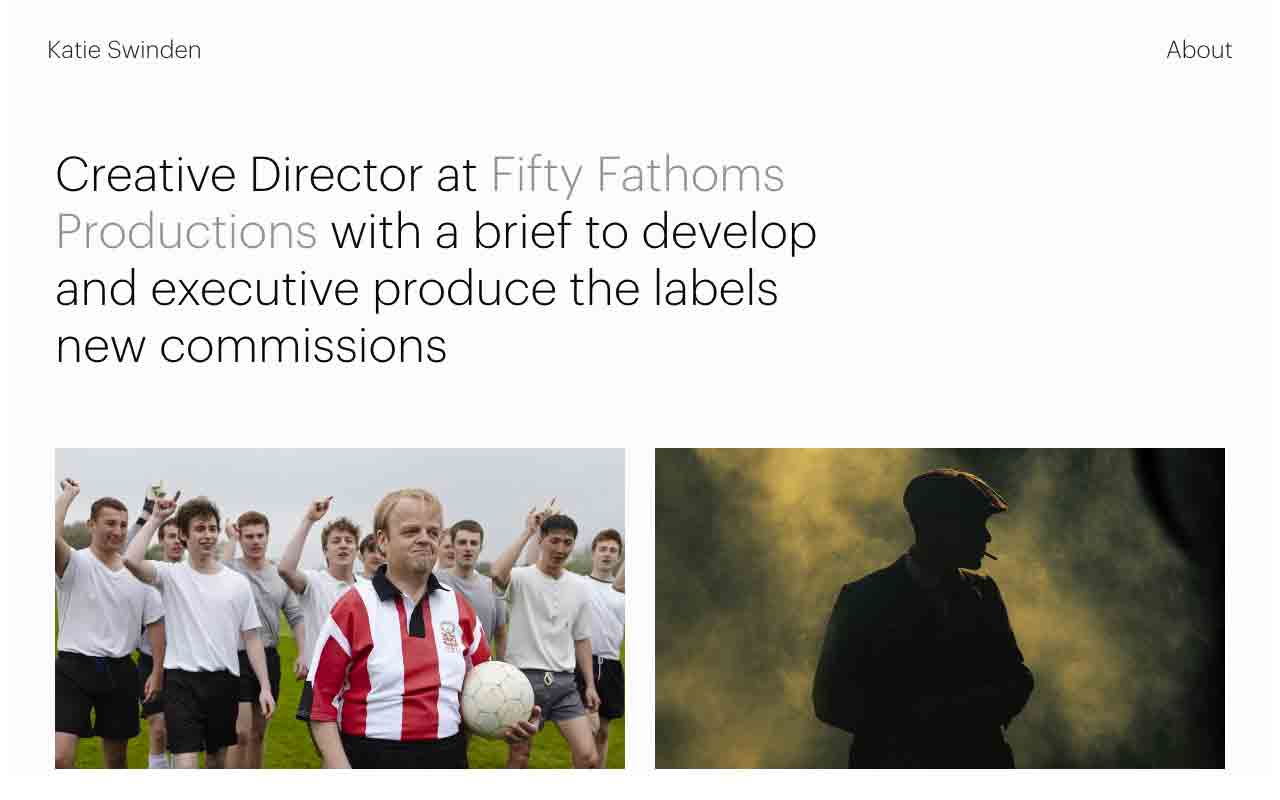 Katie Swinden
About
Creative Director at Fifty Fathoms
Productions with a brief to develop
and executive produce the labels
new commissions